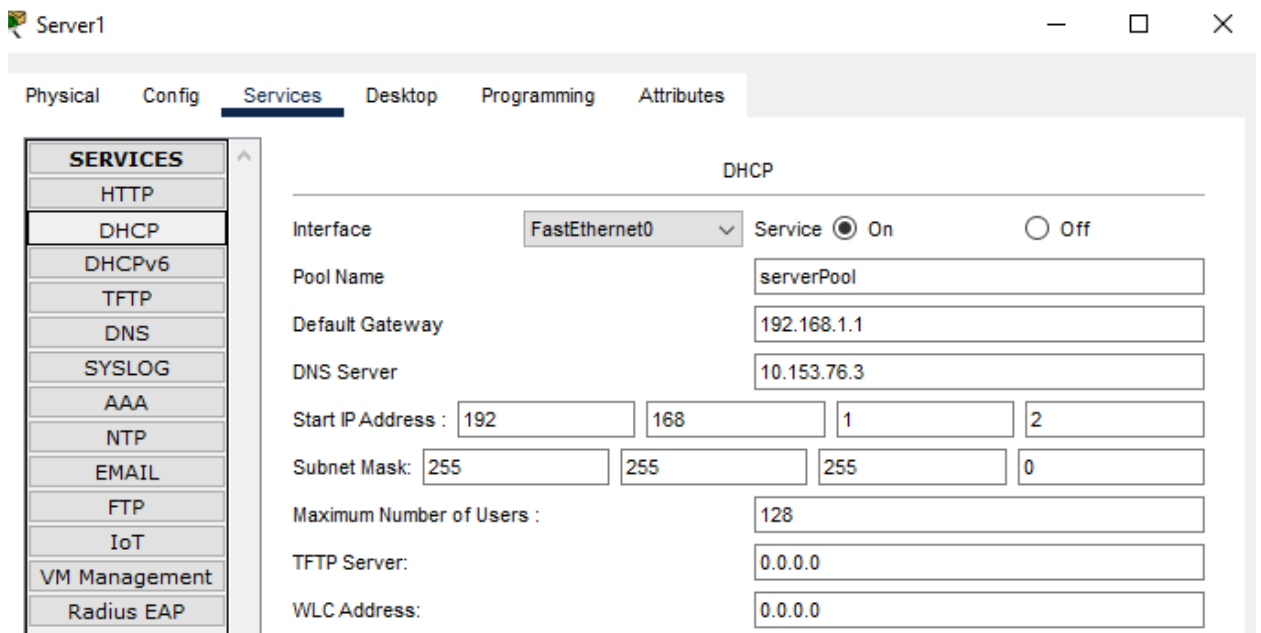 Server1
Physical Config Services Desktop Programming Attributes
SERVICES
HTTP
DHCP
DHCPv6
TFTP
DNS
SYSLOG
AAA
NTP
EMAIL
FTP
IoT
VM Management
Radius EAP
DHCP
Interface FastEthernet0 Service On Off
Pool Name serverPool
Default Gateway 192.168.1.1
DNS Server 10.153.76.3
Start IP Address : 192 168 1 2
Subnet Mask: 255 255 255 0
Maximum Number of Users : 128
TFTP Server: 0.0.0.0
WLC Address: 0.0.0.0